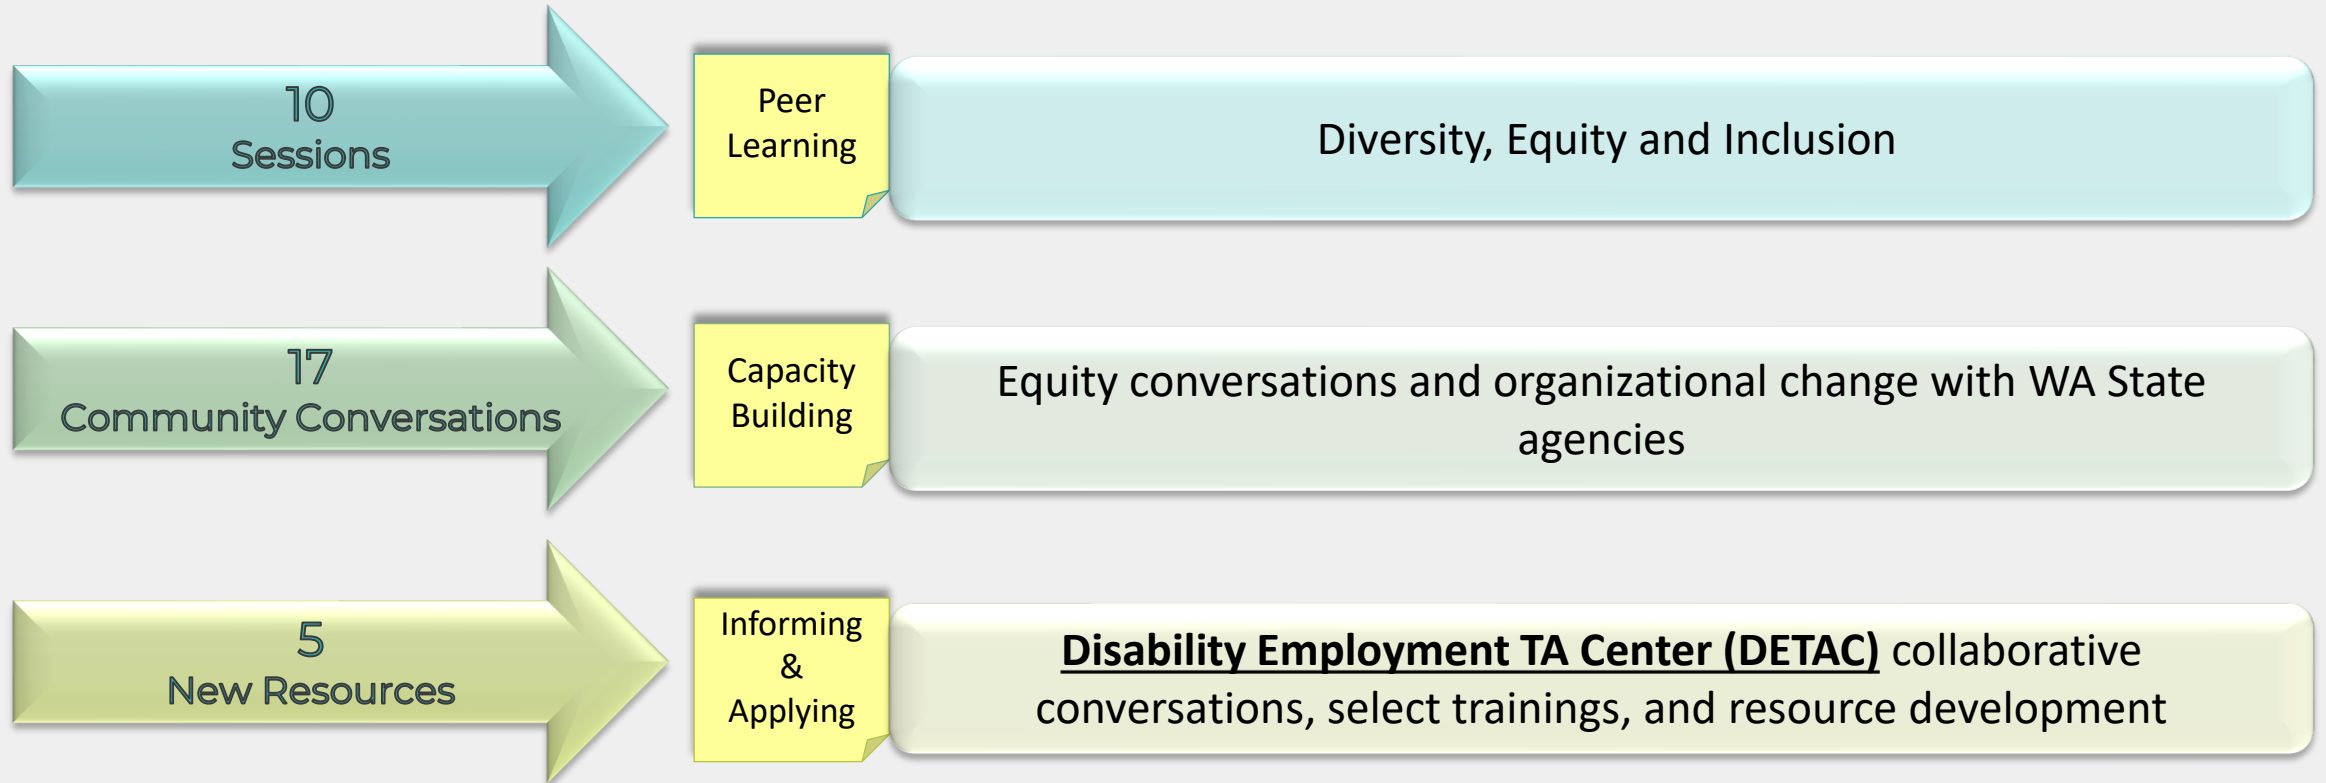 10
Sessions
Peer
Learning
Diversity, Equity and Inclusion
17
Community Conversations
Capacity
Building
Equity conversations and organizational change with WA State
agencies
5
New Resources
Informing
&
Applying
Disability Employment TA Center (DETAC) collaborative
conversations, select trainings, and resource development